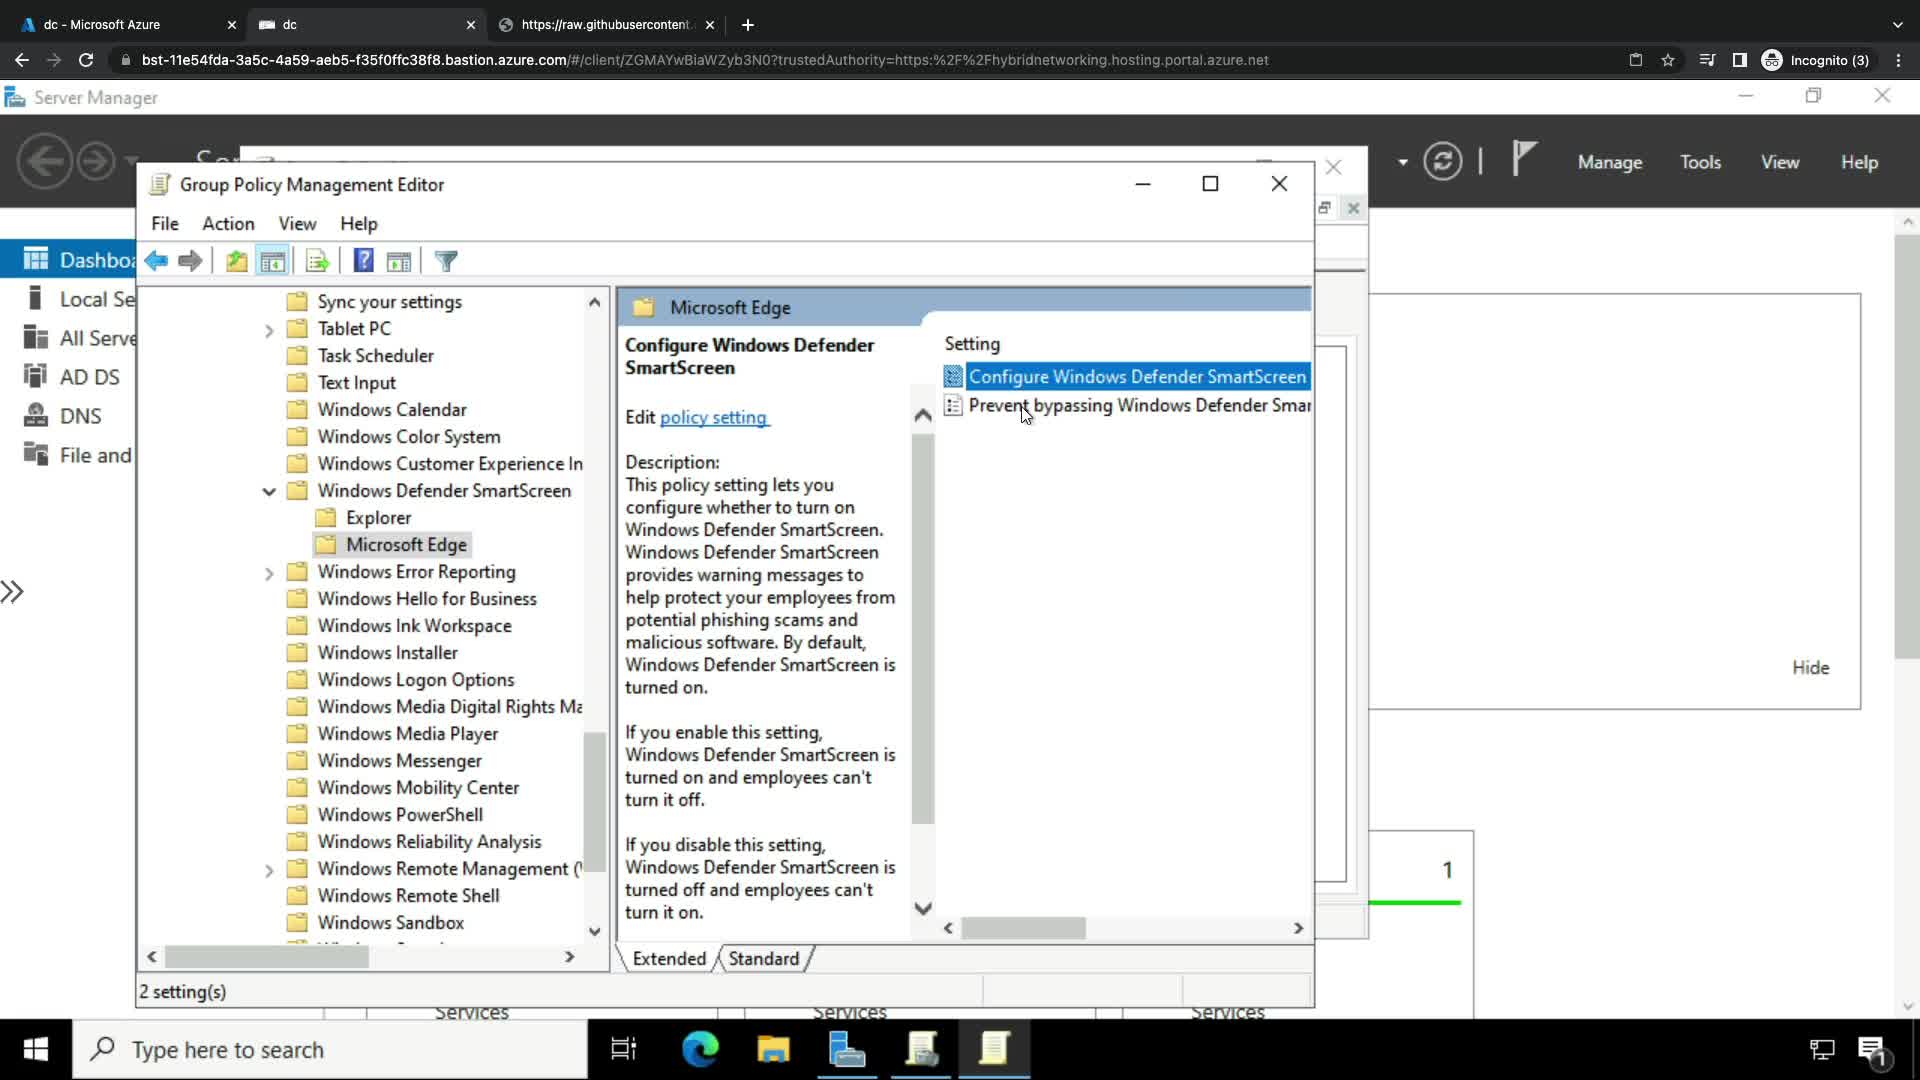 dc - Microsoft Azure
dc
https://raw.githubusercontent.
bst-11e54fda-3a5c-4a59-aeb5-f35f0ffc38f8.bastion.azure.com/#/client/ZGMAYwBiaWZyb3N0?trustedAuthority=https:%2F%2Fhybridnetworking.hosting.portal.azure.net
Incognito (3)
Server Manager
Manage
Tools
View
Help
Group Policy Management Editor
File
Action
View
Help
Dashboa
Local Se
All Serve
AD DS
DNS
File and
Sync your settings
Tablet PC
Task Scheduler
Text Input
Windows Calendar
Windows Color System
Windows Customer Experience In
Windows Defender SmartScreen
Explorer
Microsoft Edge
Windows Error Reporting
Windows Hello for Business
Windows Ink Workspace
Windows Installer
Windows Logon Options
Windows Media Digital Rights Ma
Windows Media Player
Windows Messenger
Windows Mobility Center
Windows PowerShell
Windows Reliability Analysis
Windows Remote Management (
Windows Remote Shell
Windows Sandbox
Microsoft Edge
Configure Windows Defender
SmartScreen
Edit policy setting
Description:
This policy setting lets you
configure whether to turn on
Windows Defender SmartScreen.
Windows Defender SmartScreen
provides warning messages to
help protect your employees from
potential phishing scams and
malicious software. By default,
Windows Defender SmartScreen is
turned on.
If you enable this setting,
Windows Defender SmartScreen is
turned on and employees can't
turn it off.
If you disable this setting,
Windows Defender SmartScreen is
turned off and employees can't
turn it on.
Setting
Configure Windows Defender SmartScreen
Prevent bypassing Windows Defender Smar
Extended
Standard
2 setting(s)
Hide
1
Services
Services
Services
Type here to search
1